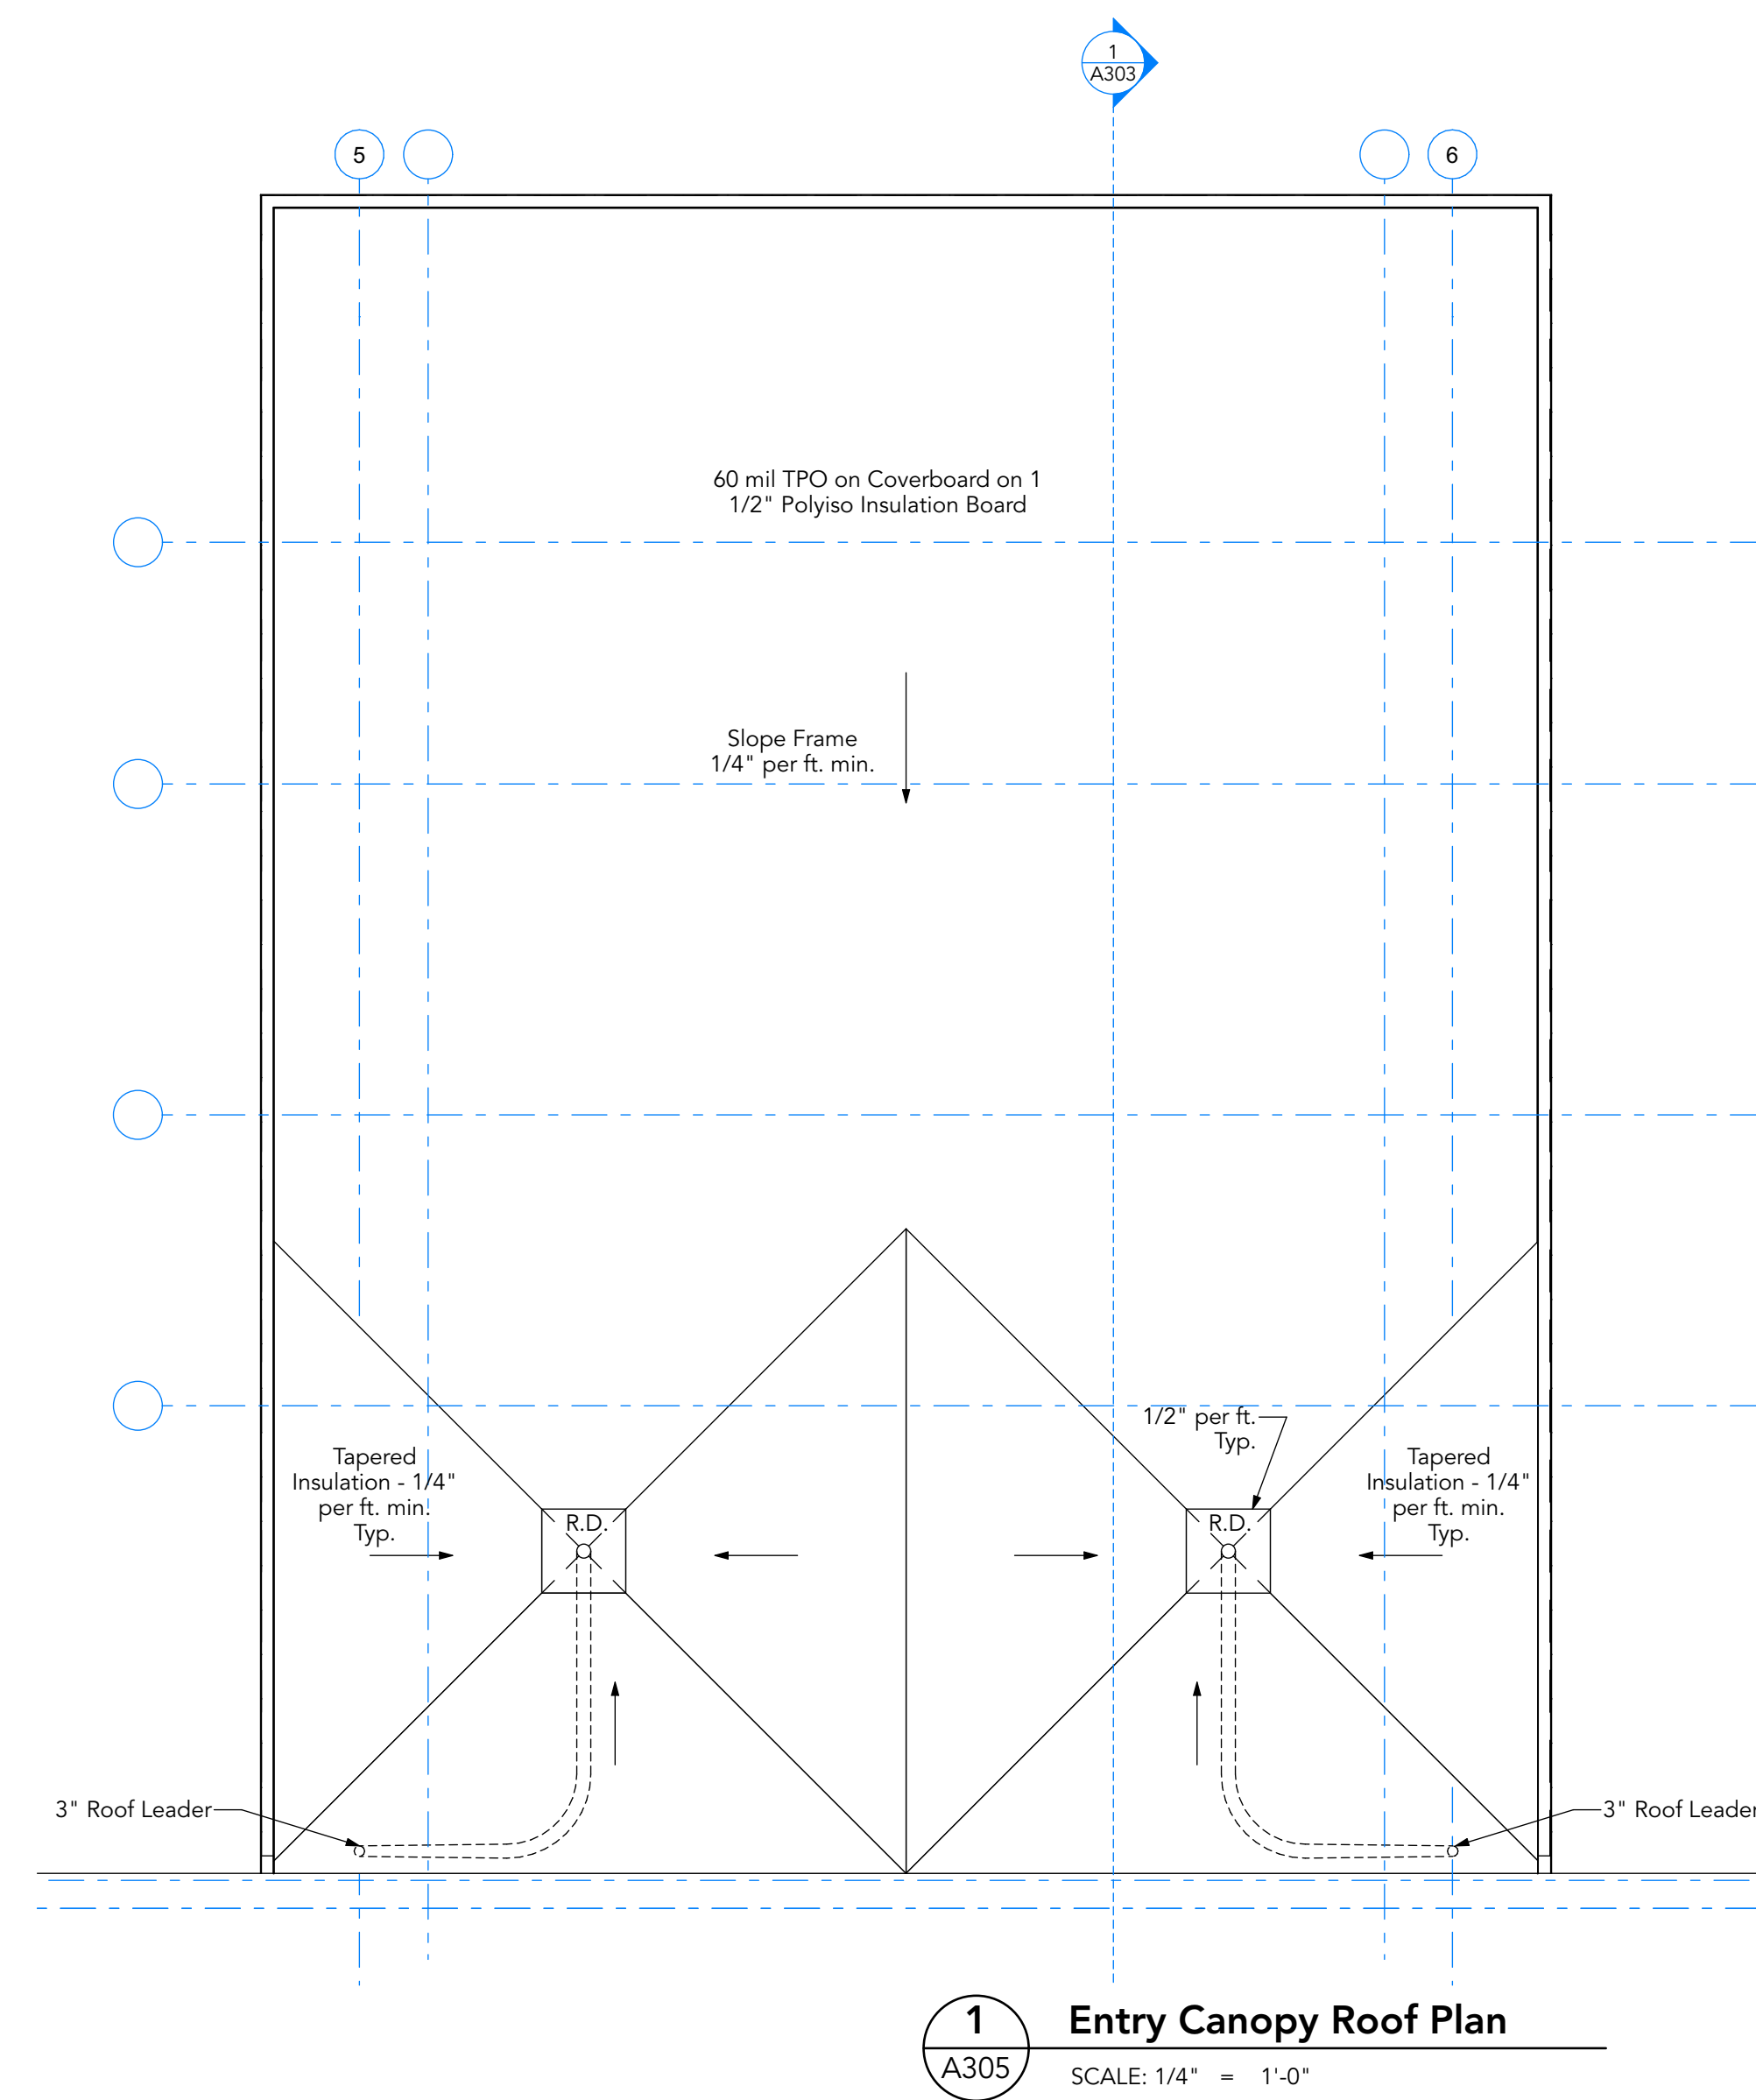 1
A303
5
6
60 mil TPO on Coverboard on 1
1/2" Polyiso Insulation Board
Slope Frame
1/4" per ft. min.
1/2" per ft.
Typ.
Tapered
Insulation - 1/4"
per ft. min.
Typ.
Tapered
Insulation - 1/4"
per ft. min.
Typ.
R.D.
R.D.
3" Roof Leader
3" Roof Leader
1
A305
Entry Canopy Roof Plan
SCALE: 1/4" = 1'-0"